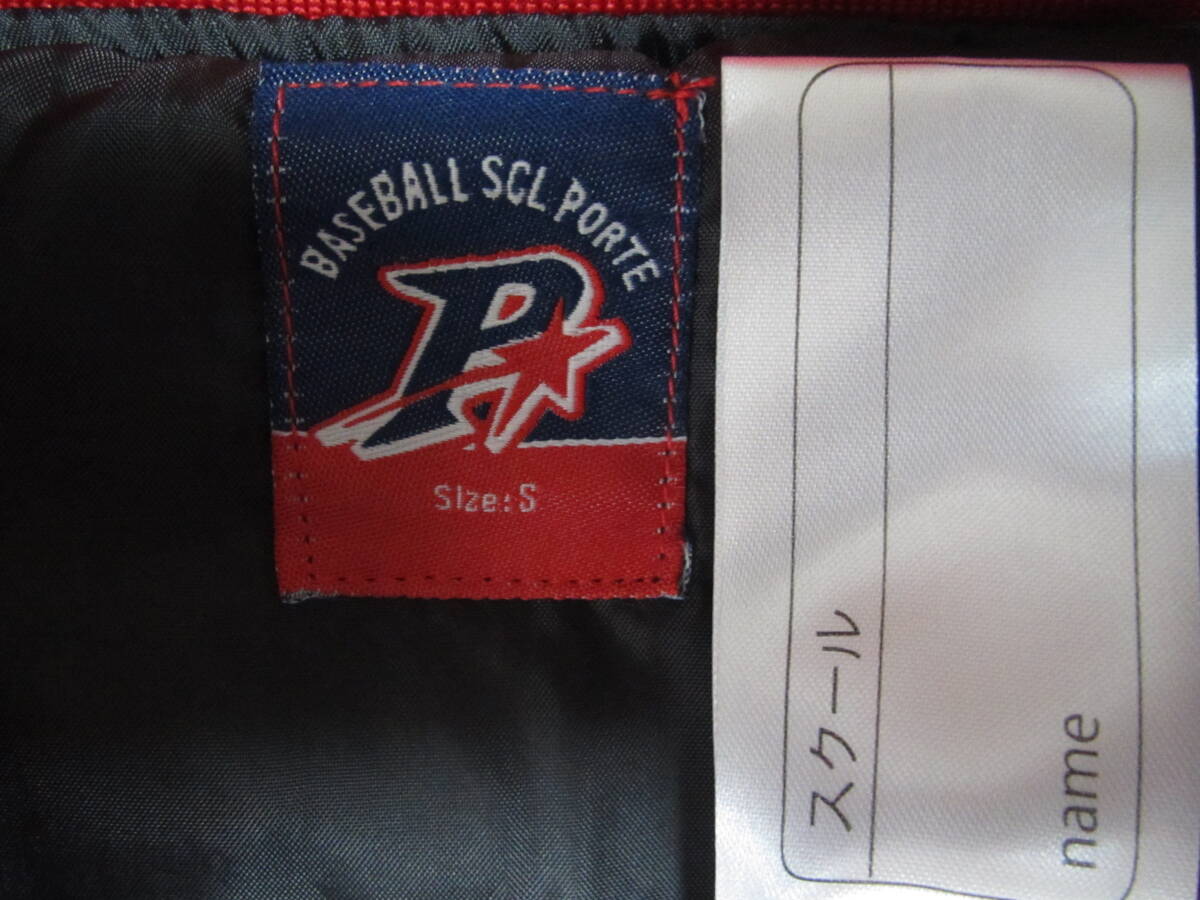 BASEBALL SCL PORTE
P
Size: S
スクール
name